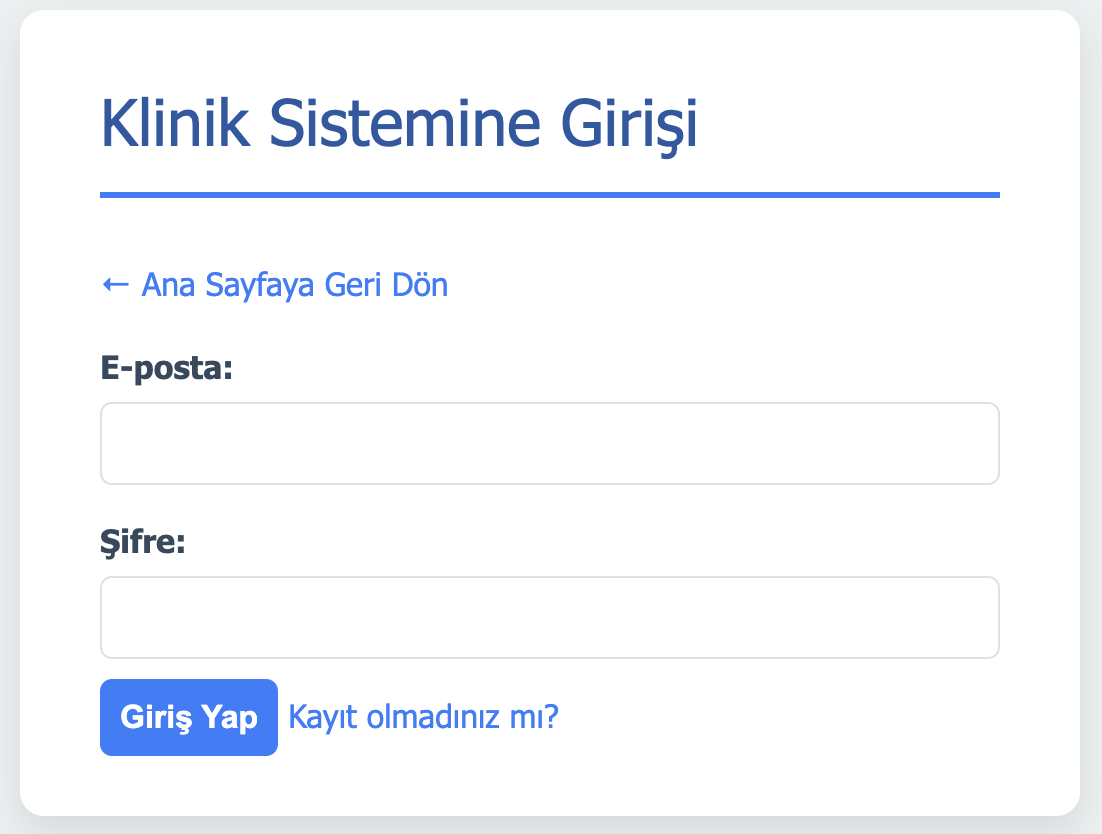 Klinik Sistemine Girişi
← Ana Sayfaya Geri Dön
E-posta:
Şifre:
Giriş Yap Kayıt olmadınız mı?